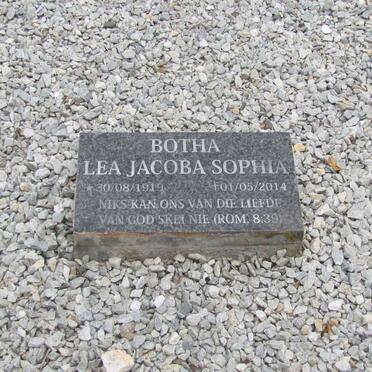 BOTHA
LEA JACOBA SOPHIA
*30/08/1919 †01/05/2014
NIKS KAN ONS VAN DIE LIEFDE
VAN GOD SKEI NIE (ROM. 8:39)